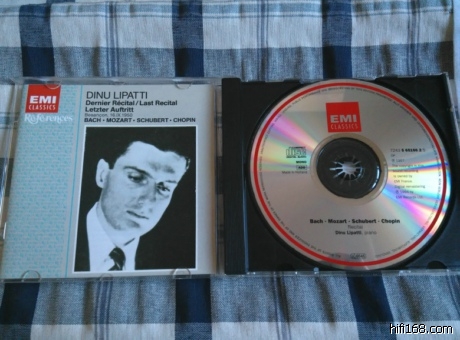 EMI
CLASSICS
References
DINU LIPATTI
Dernier Récital/Last Recital
Letzter Auftritt
BACH • MOZART • SCHUBERT • CHOPIN
EMI
CLASSICS
Bach • Mozart • Schubert • Chopin
Dinu Lipatti, piano
hifi168.com